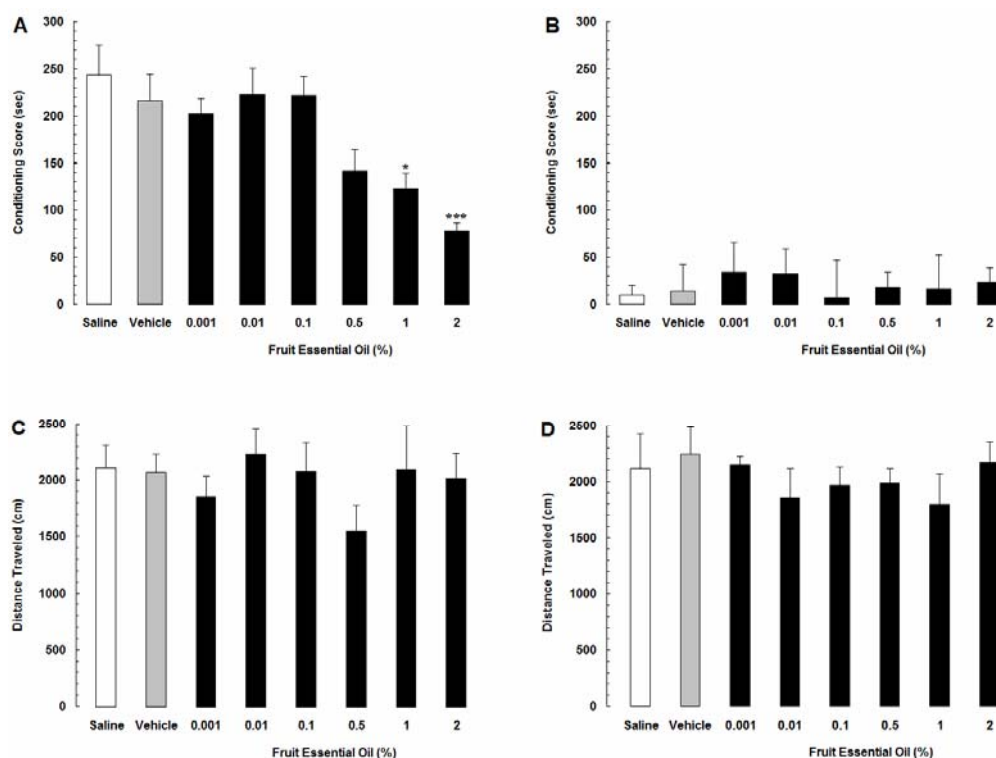 A
300
250
200
150
100
50
0
Conditioning Score (sec)
*
***
Saline Vehicle 0.001 0.01 0.1 0.5 1 2
Fruit Essential Oil (%)
B
300
250
200
150
100
50
0
Conditioning Score (sec)
Saline Vehicle 0.001 0.01 0.1 0.5 1 2
Fruit Essential Oil (%)
C
2500
2000
1500
1000
500
0
Distance Traveled (cm)
Saline Vehicle 0.001 0.01 0.1 0.5 1 2
Fruit Essential Oil (%)
D
2500
2000
1500
1000
500
0
Distance Traveled (cm)
Saline Vehicle 0.001 0.01 0.1 0.5 1 2
Fruit Essential Oil (%)